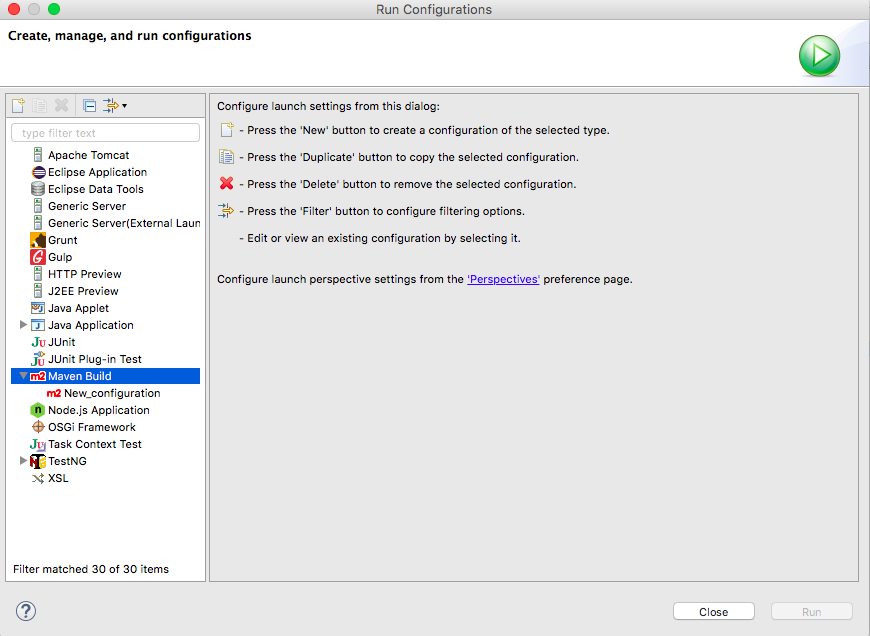 Run Configurations
Create, manage, and run configurations
type filter text
Apache Tomcat
Eclipse Application
Eclipse Data Tools
Generic Server
Generic Server(External Laun
Grunt
Gulp
HTTP Preview
J2EE Preview
Java Applet
Java Application
JUnit
JUnit Plug-in Test
m2 Maven Build
m2 New_configuration
Node.js Application
OSGi Framework
Task Context Test
TestNG
XSL
Filter matched 30 of 30 items
Configure launch settings from this dialog:
- Press the 'New' button to create a configuration of the selected type.
- Press the 'Duplicate' button to copy the selected configuration.
- Press the 'Delete' button to remove the selected configuration.
- Press the 'Filter' button to configure filtering options.
- Edit or view an existing configuration by selecting it.
Configure launch perspective settings from the 'Perspectives' preference page.
?
Close
Run